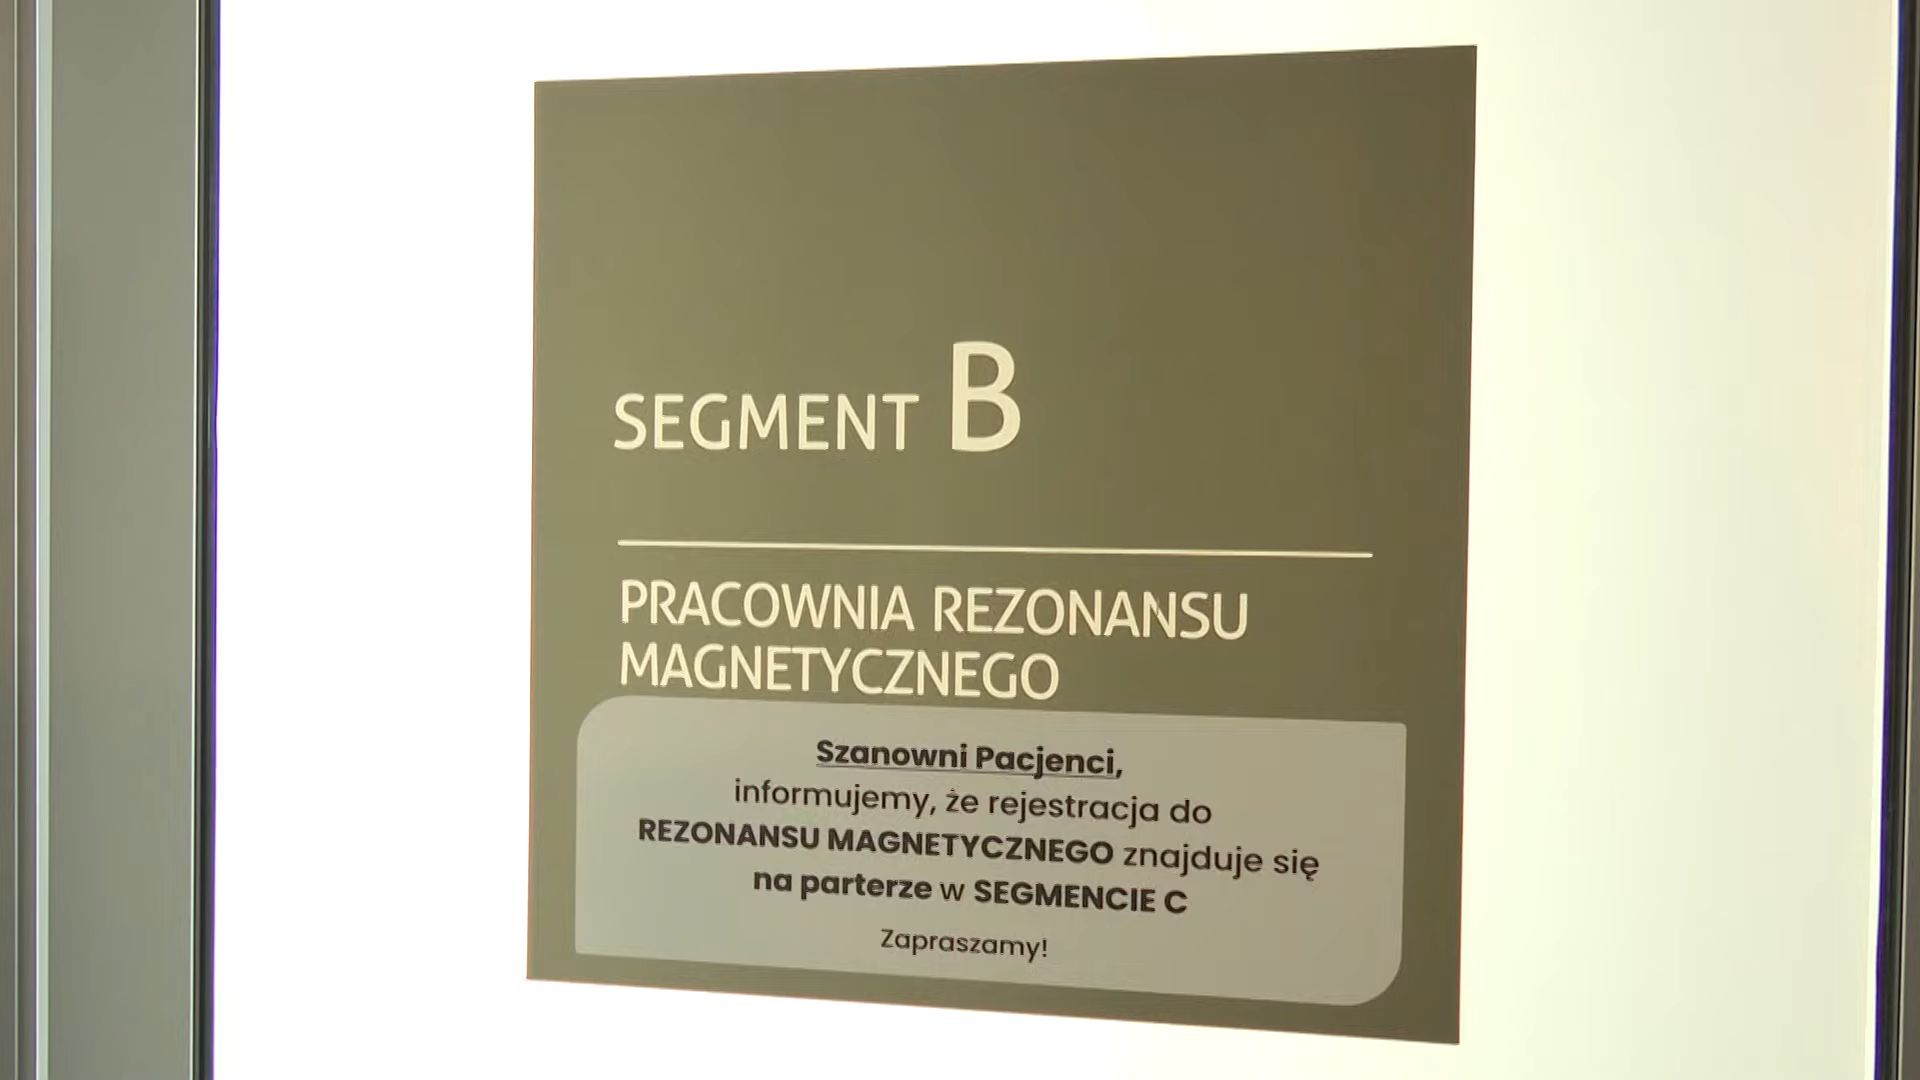 SEGMENT B
PRACOWNIA REZONANSU
MAGNETYCZNEGO
Szanowni Pacjenci,
informujemy, że rejestracja do
REZONANSU MAGNETYCZNEGO znajduje się
na parterze w SEGMENCIE C
Zapraszamy!